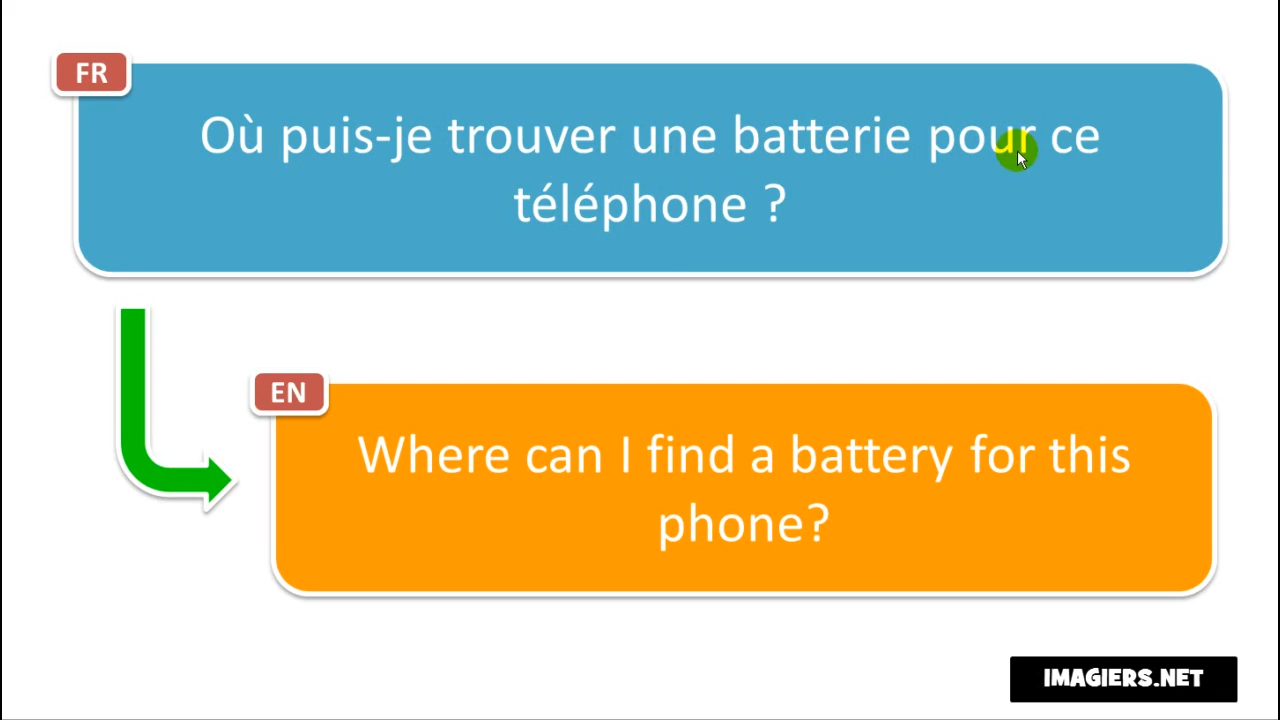 FR
Où puis-je trouver une batterie pour ce
téléphone ?
EN
Where can I find a battery for this
phone?
IMAGIERS.NET